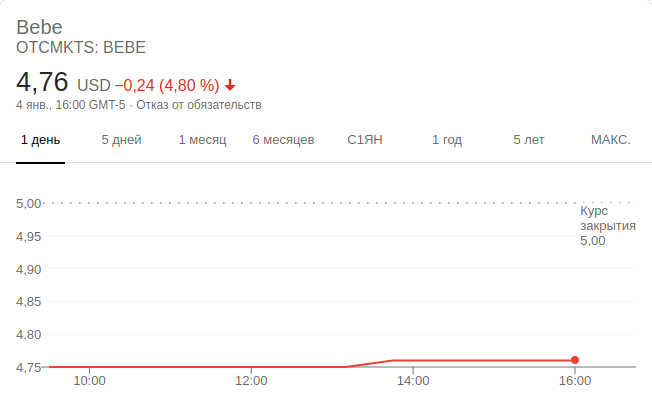 Bebe
OTCMKTS: BEBE
4,76 USD −0,24 (4,80 %)
4 янв., 16:00 GMT-5 · Отказ от обязательств
1 день 5 дней 1 месяц 6 месяцев С1ЯН 1 год 5 лет МАКС.
5,00
Курс
закрытия
5,00
4,95
4,90
4,85
4,80
4,75
10:00 12:00 14:00 16:00